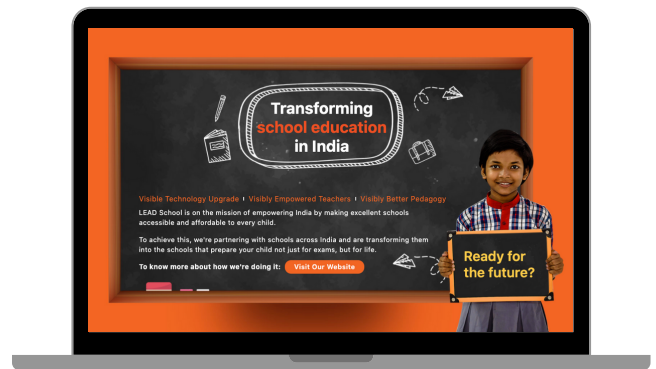 Transforming
school education
in India
Visible Technology Upgrade I Visibly Empowered Teachers I Visibly Better Pedagogy
LEAD School is on the mission of empowering India by making excellent schools
accessible and affordable to every child.
To achieve this, we're partnering with schools across India and are transforming them
into the schools that prepare your child not just for exams, but for life.
To know more about how we're doing it: Visit Our Website
Ready for
the future?